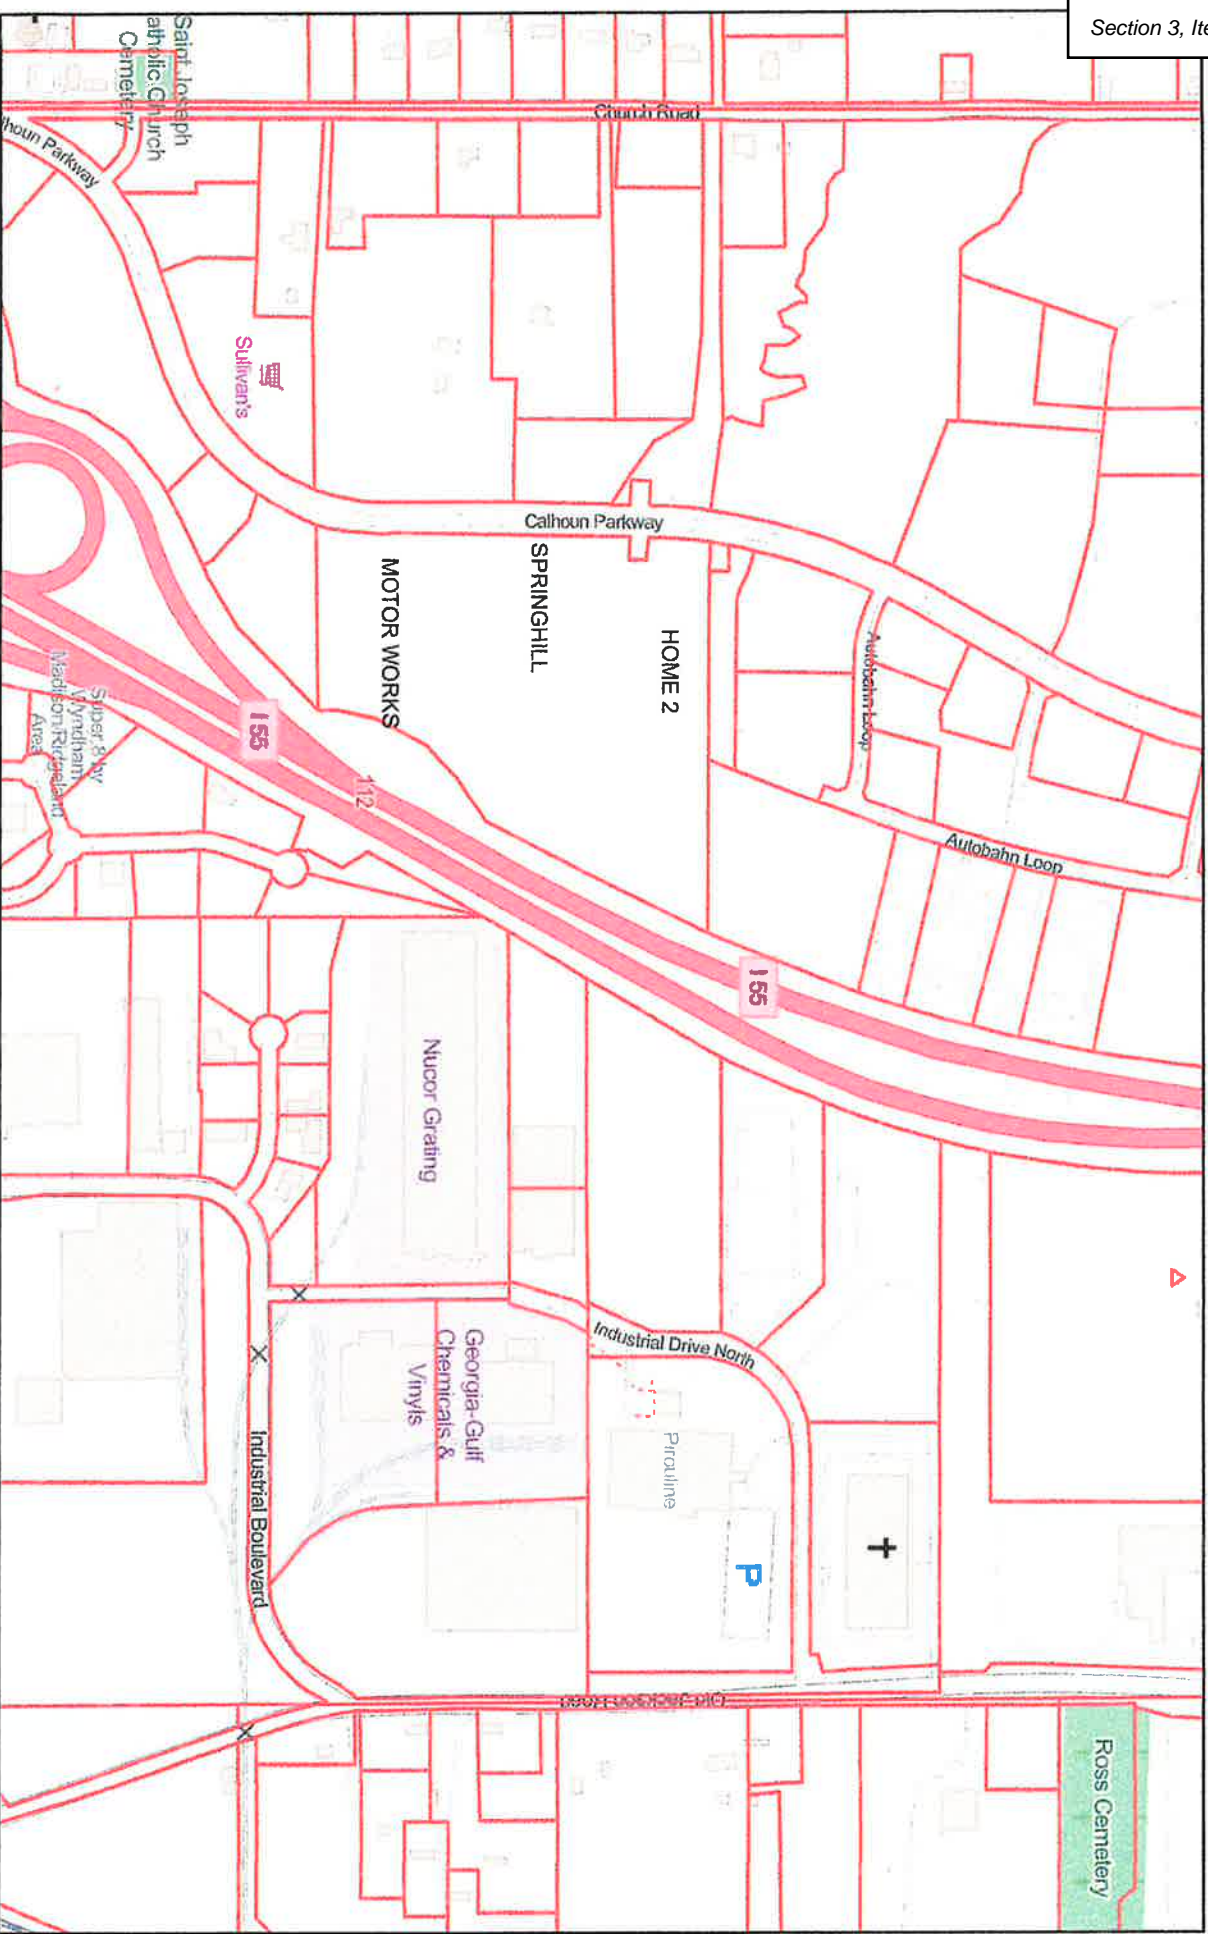 Section 3, Ite
Saint Joseph
atholic Church
Cemetery
Church Road
lhoun Parkway
Sullivan's
Calhoun Parkway
MOTOR WORKS
SPRINGHILL
HOME 2
Autobahn Loop
Autobahn Loop
Super 8 by
Wyndham
Madison/Ridgeland
Area
I 55
112
I 55
Nucor Grating
Georgia-Gulf
Chemicals &
Vinyls
Industrial Drive North
Pirouline
P
Industrial Boulevard
Old Jackson Road
Ross Cemetery